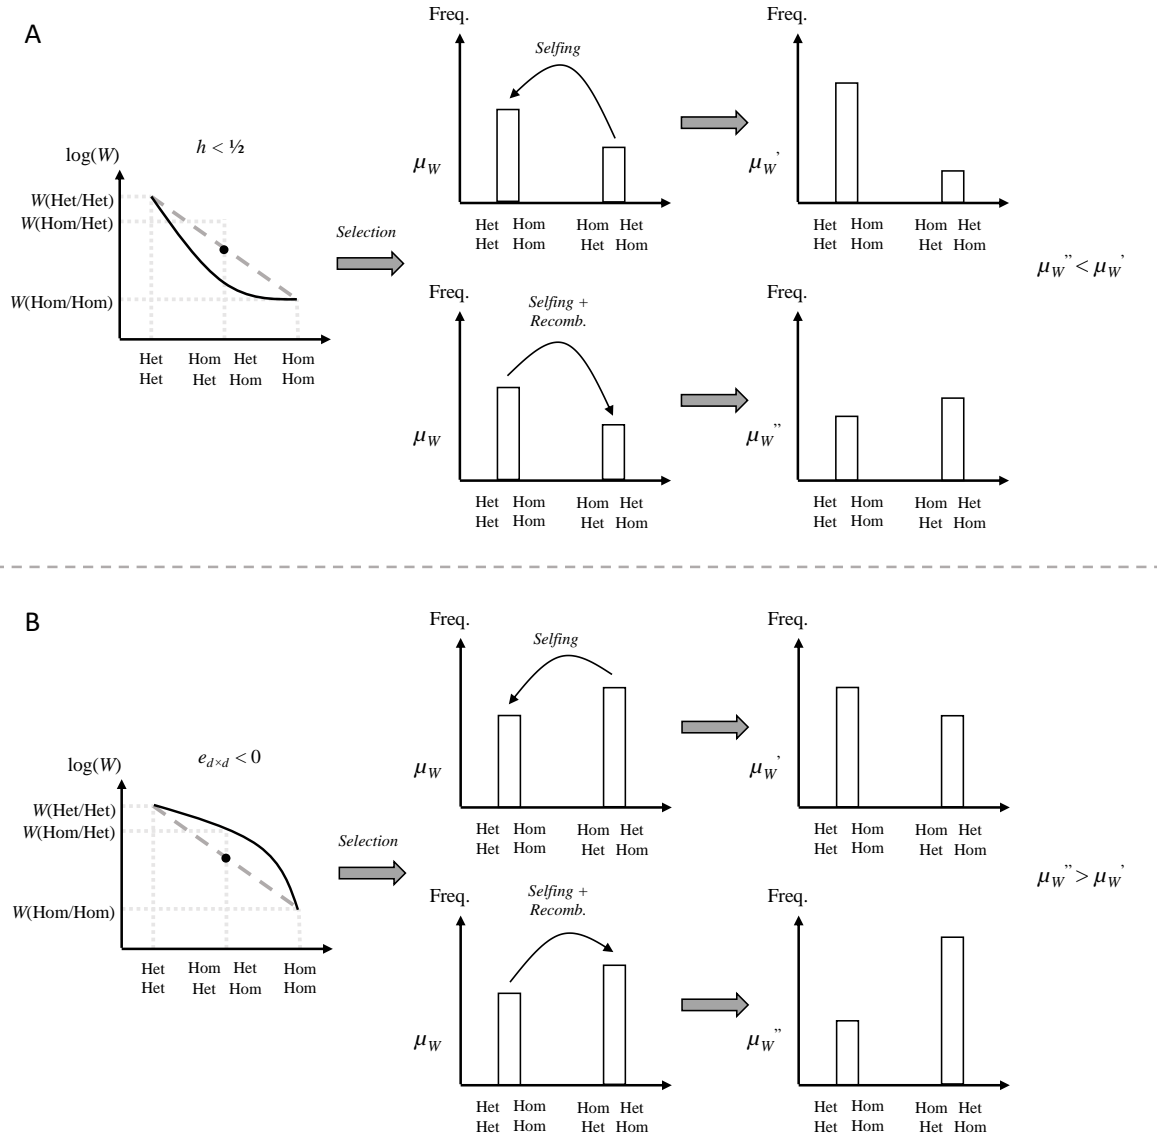 A
h < ½
log(W)
W(Het/Het)
W(Hom/Het)
W(Hom/Hom)
Het Hom Het Hom
Het Het Hom Hom
Selection
Freq.
Selfing
μW
Het Hom Hom Het
Het Hom Het Hom
Freq.
μW’
Het Hom Hom Het
Het Hom Het Hom
Freq.
Selfing +
Recomb.
μW
Het Hom Hom Het
Het Hom Het Hom
Freq.
μW”
Het Hom Hom Het
Het Hom Het Hom
μW” < μW’
B
ed×d < 0
log(W)
W(Het/Het)
W(Hom/Het)
W(Hom/Hom)
Het Hom Het Hom
Het Het Hom Hom
Selection
Freq.
Selfing
μW
Het Hom Hom Het
Het Hom Het Hom
Freq.
μW’
Het Hom Hom Het
Het Hom Het Hom
Freq.
Selfing +
Recomb.
μW
Het Hom Hom Het
Het Hom Het Hom
Freq.
μW”
Het Hom Hom Het
Het Hom Het Hom
μW” > μW’